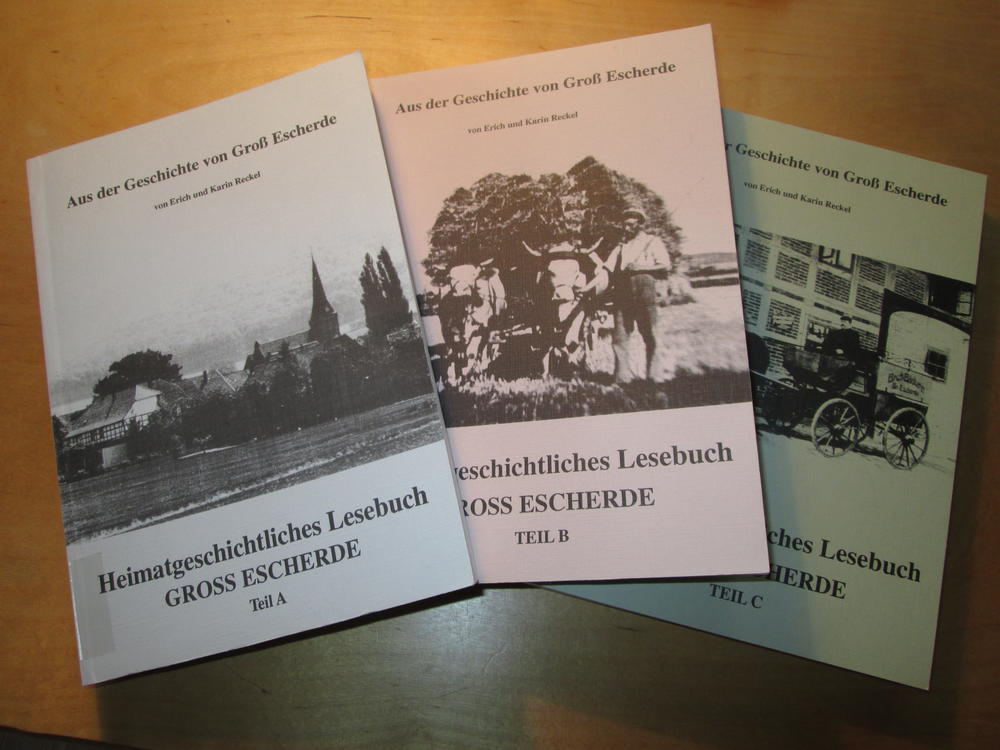 Aus der Geschichte von Groß Escherde
von Erich und Karin Reckel
Heimatgeschichtliches Lesebuch
GROSS ESCHERDE
Teil A
Aus der Geschichte von Groß Escherde
von Erich und Karin Reckel
geschichtliches Lesebuch
ROSS ESCHERDE
TEIL B
er Geschichte von Groß Escherde
von Erich und Karin Reckel
ches Lesebuch
HERDE
TEIL C